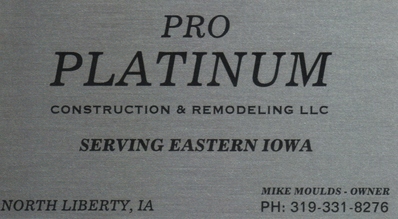 PRO
PLATINUM
CONSTRUCTION & REMODELING LLC
SERVING EASTERN IOWA
MIKE MOULDS - OWNER
NORTH LIBERTY, IA
PH: 319-331-8276